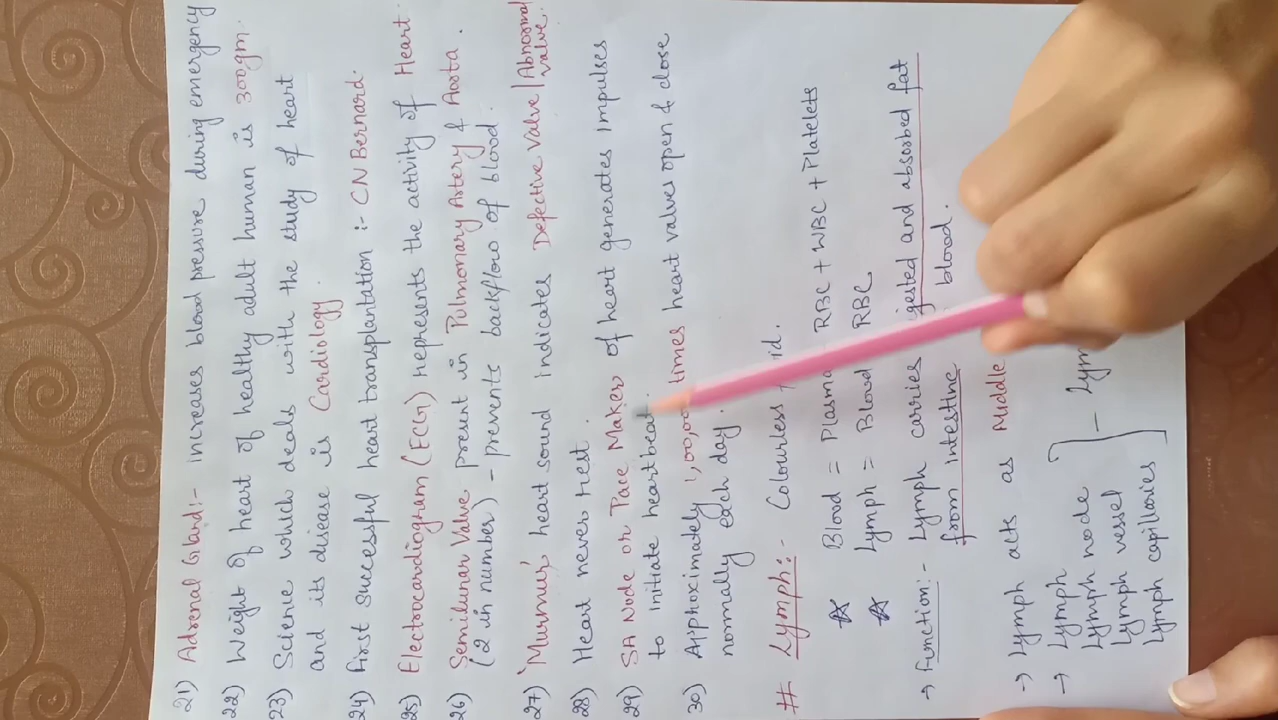 21) Adrenal Gland:- increases blood pressure during emergency
22) Weight of heart of healthy adult human is 300gm.
23) Science which deals with the study of heart
and its disease is Cardiology.
24) First successful heart transplantation :- CN Bernard.
25) Electrocardiogram (ECG) represents the activity of Heart.
26) Semilunar Valve present in Pulmonary Artery & Aorta.
(2 in number) - prevents backflow of blood.
27) 'Murmur', heart sound indicates Defective Valve | Abnormal valve.
28) Heart never rest.
29) SA Node or Pace Maker of heart generates impulses
to initiate heartbeat.
30) Approximately 1,00,000 times heart valves open & close
normally each day.
# Lymph:- Colourless
☆ Blood = Plasma RBC + WBC + Platelets
☆ Lymph = Blood RBC
→ Function:- Lymph carries and absorbed fat
from intestine blood.
→ Lymph acts as Middle
→ Lymph
Lymph node
Lymph vessel
Lymph capillaries